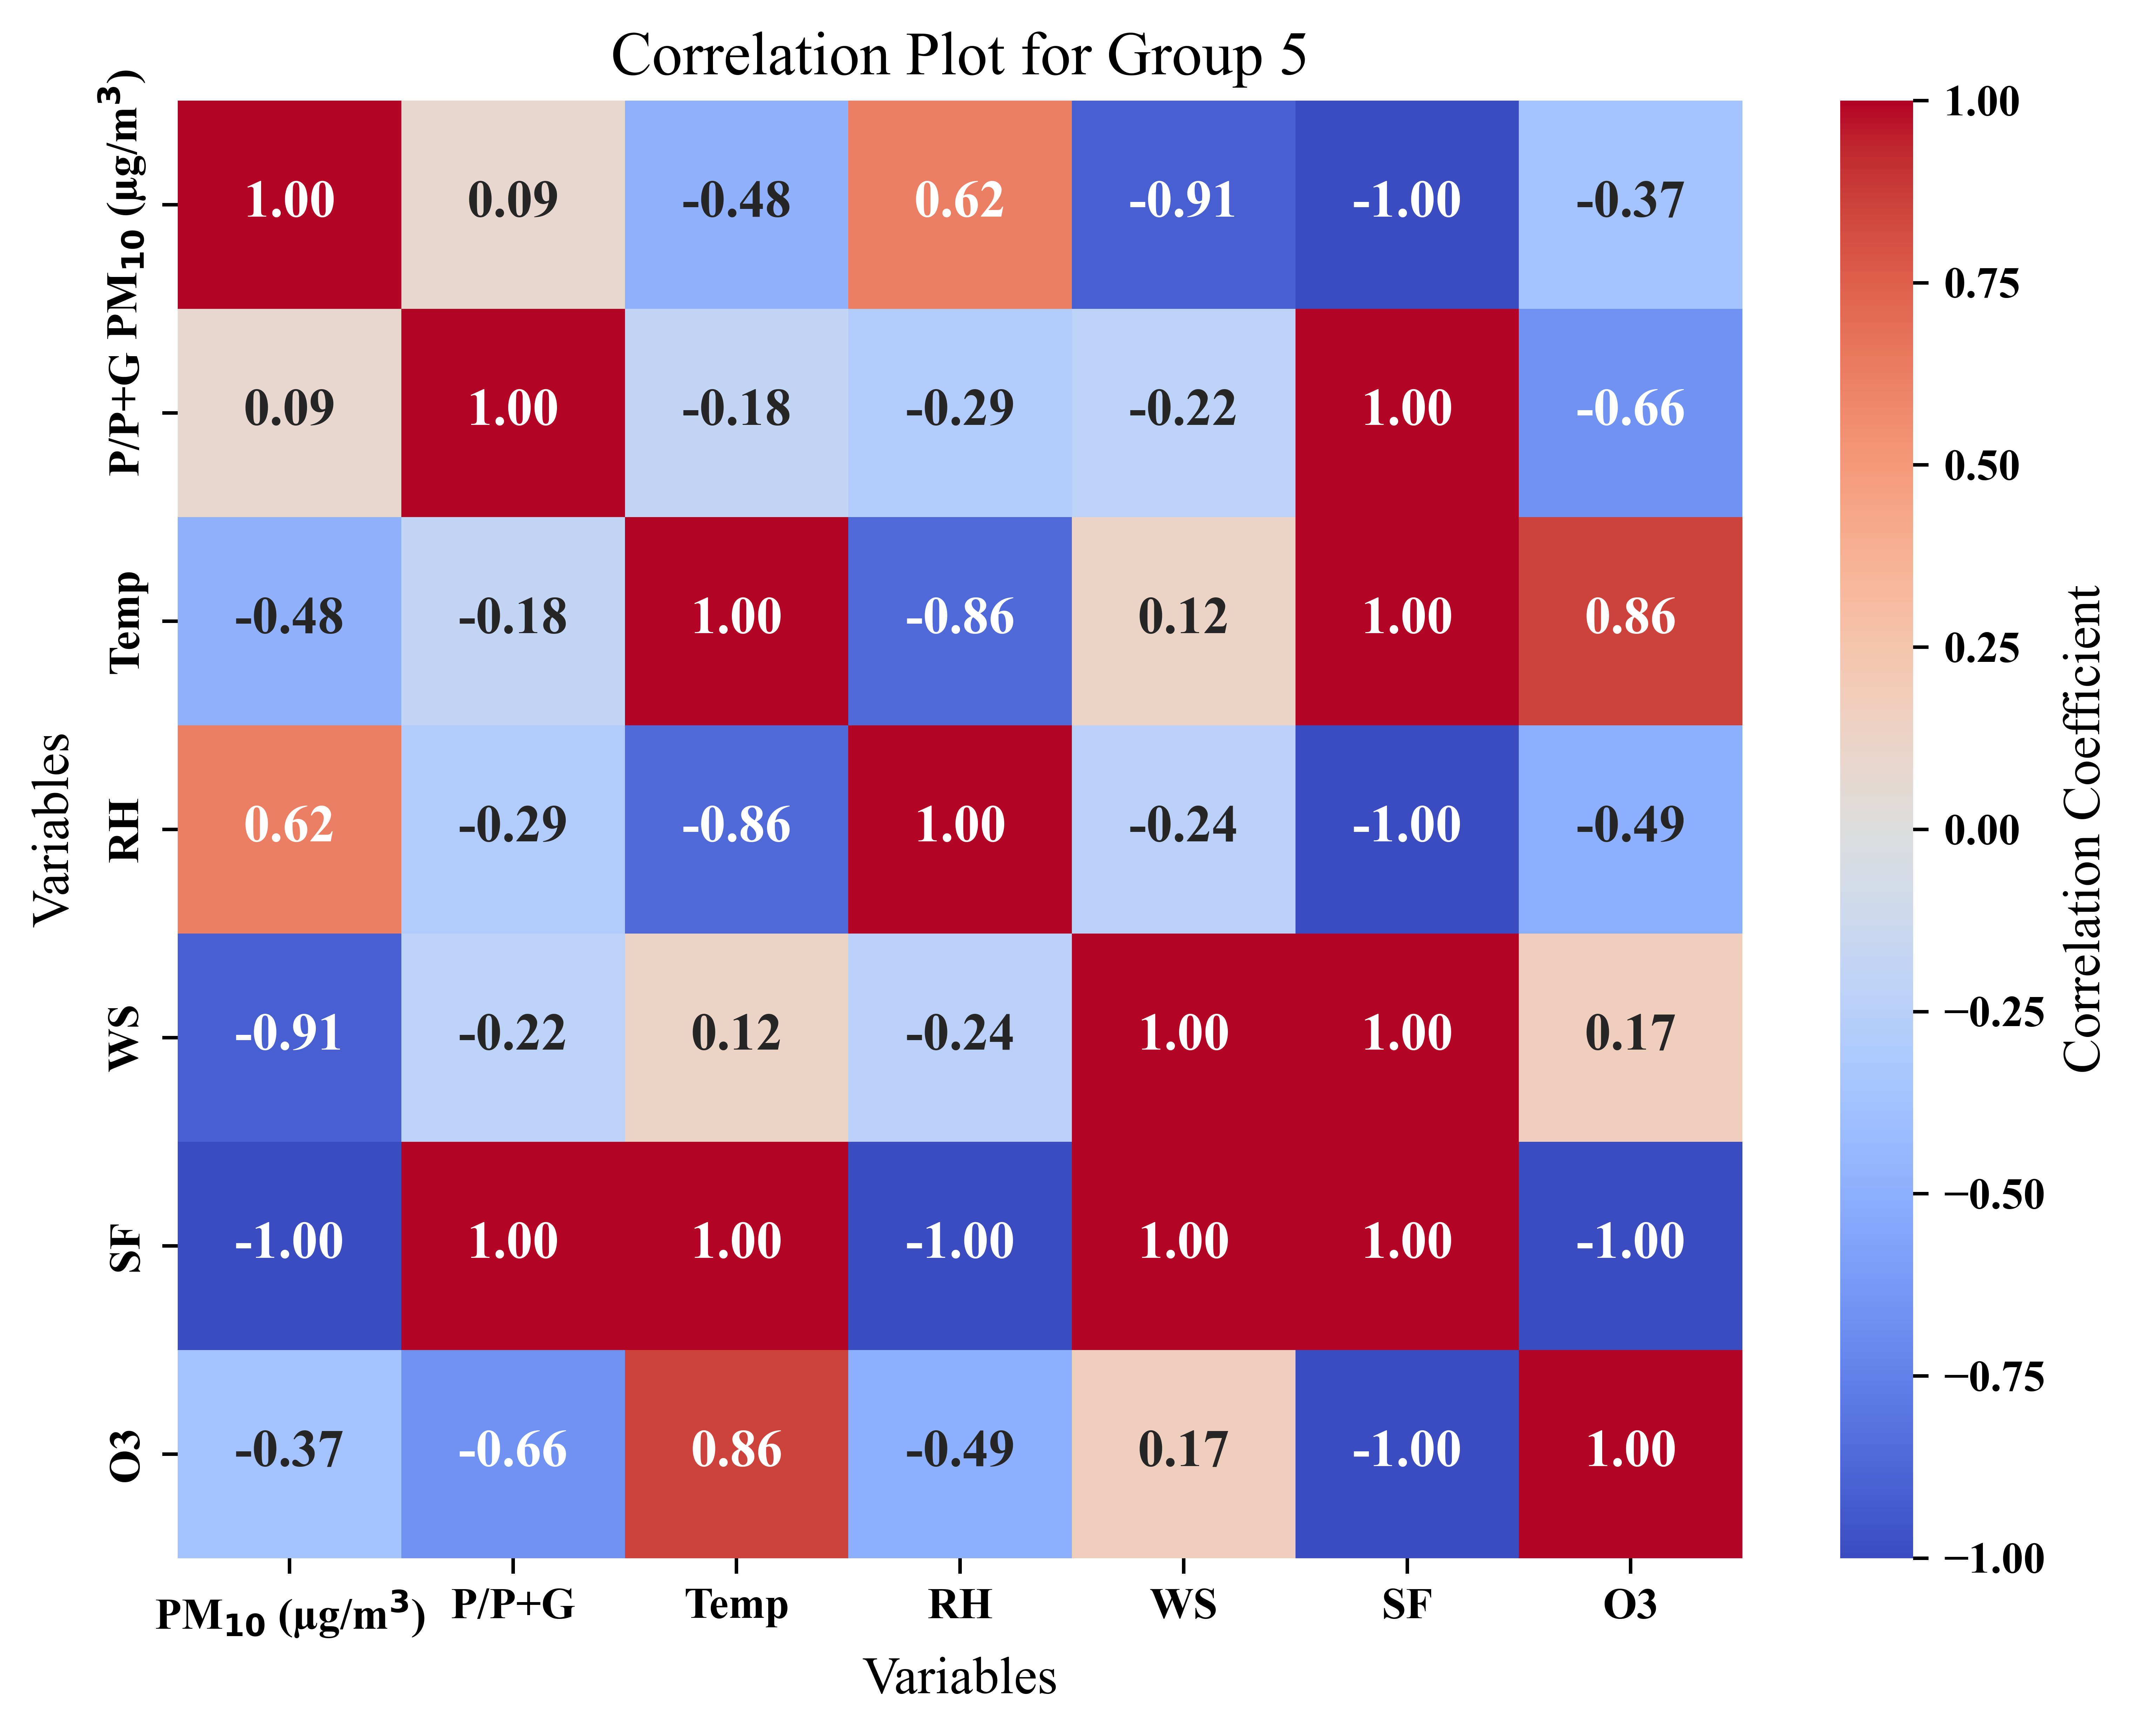 Correlation Plot for Group 5
PM₁₀ (µg/m³) 1.00 0.09 -0.48 0.62 -0.91 -1.00 -0.37
P/P+G 0.09 1.00 -0.18 -0.29 -0.22 1.00 -0.66
Temp -0.48 -0.18 1.00 -0.86 0.12 1.00 0.86
RH 0.62 -0.29 -0.86 1.00 -0.24 -1.00 -0.49
WS -0.91 -0.22 0.12 -0.24 1.00 1.00 0.17
SF -1.00 1.00 1.00 -1.00 1.00 1.00 -1.00
O3 -0.37 -0.66 0.86 -0.49 0.17 -1.00 1.00
PM₁₀ (µg/m³) P/P+G Temp RH WS SF O3
Variables
Variables
1.00
0.75
0.50
0.25
0.00
−0.25
−0.50
−0.75
−1.00
Correlation Coefficient